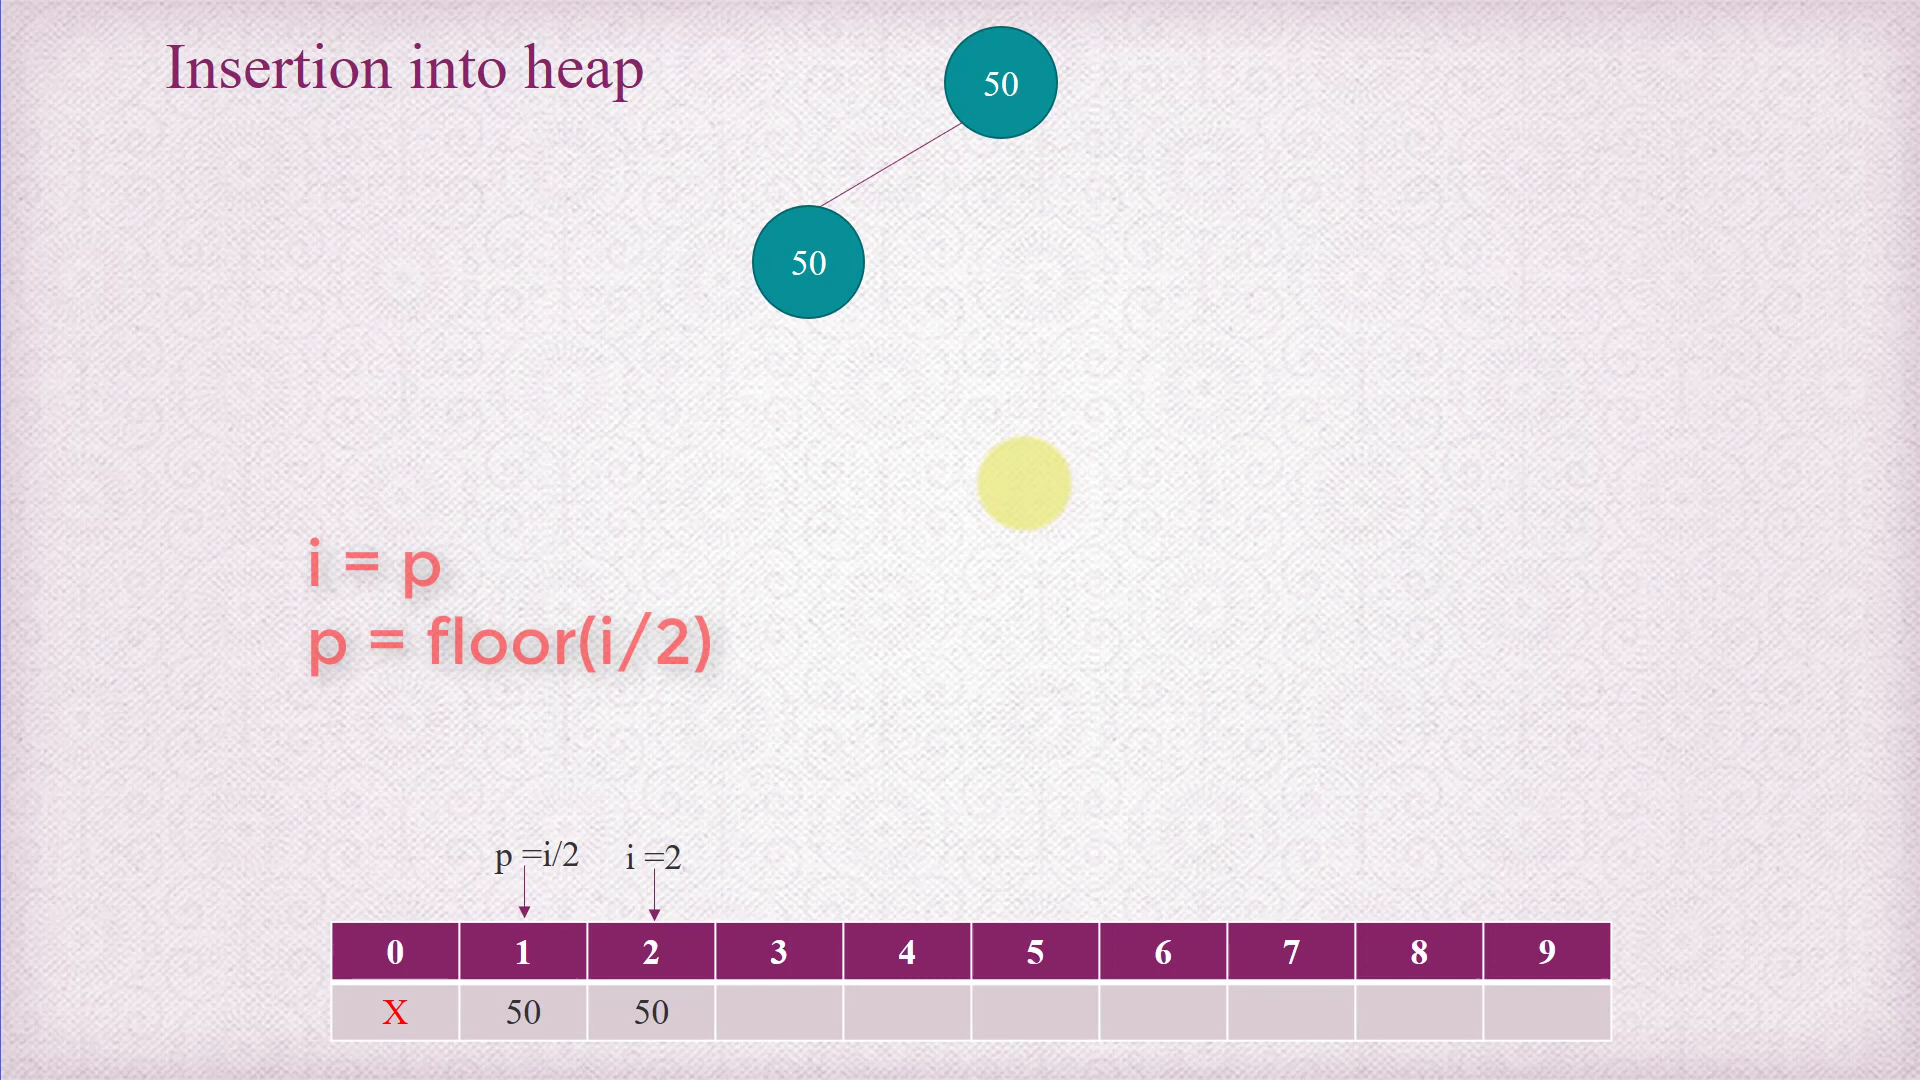 Insertion into heap
50
50
i = p
p = floor(i/2)
p =i/2 i =2
0 1 2 3 4 5 6 7 8 9
X 50 50